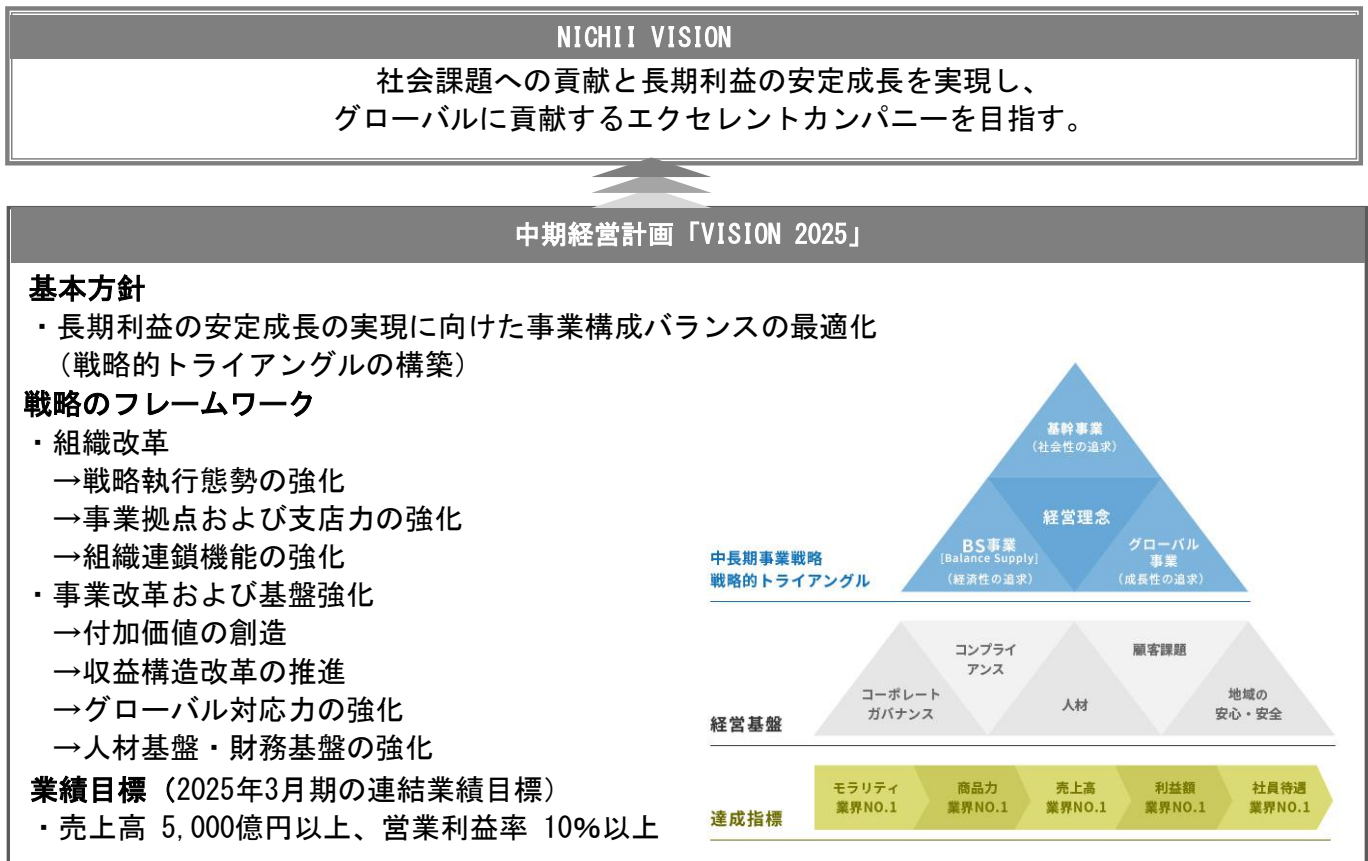 NICHII VISION
社会課題への貢献と長期利益の安定成長を実現し、
グローバルに貢献するエクセレントカンパニーを目指す。
中期経営計画「VISION 2025」
基本方針
・長期利益の安定成長の実現に向けた事業構成バランスの最適化
（戦略的トライアングルの構築）
戦略のフレームワーク
・組織改革
→戦略執行態勢の強化
→事業拠点および支店力の強化
→組織連鎖機能の強化
・事業改革および基盤強化
→付加価値の創造
→収益構造改革の推進
→グローバル対応力の強化
→人材基盤・財務基盤の強化
業績目標（2025年3月期の連結業績目標）
・売上高 5,000億円以上、営業利益率 10%以上
基幹事業
（社会性の追求）
経営理念
BS事業
[Balance Supply]
（経済性の追求）
グローバル
事業
（成長性の追求）
中長期事業戦略
戦略的トライアングル
コーポレート
ガバナンス
コンプライ
アンス
人材
顧客課題
地域の
安心・安全
経営基盤
モラリティ
業界NO.1
商品力
業界NO.1
売上高
業界NO.1
利益額
業界NO.1
社員待遇
業界NO.1
達成指標